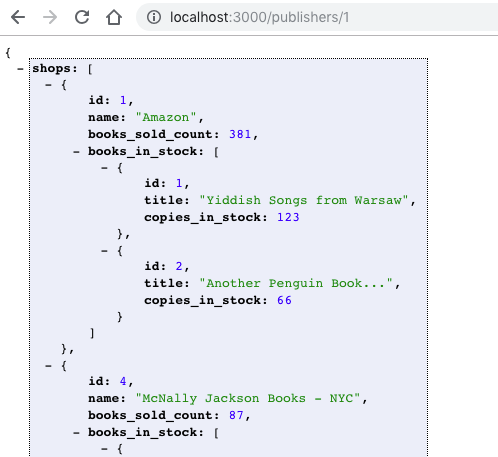 localhost:3000/publishers/1
{
- shops: [
- {
id: 1,
name: "Amazon",
books_sold_count: 381,
- books_in_stock: [
- {
id: 1,
title: "Yiddish Songs from Warsaw",
copies_in_stock: 123
},
- {
id: 2,
title: "Another Penguin Book...",
copies_in_stock: 66
}
]
},
- {
id: 4,
name: "McNally Jackson Books - NYC",
books_sold_count: 87,
- books_in_stock: [
- {